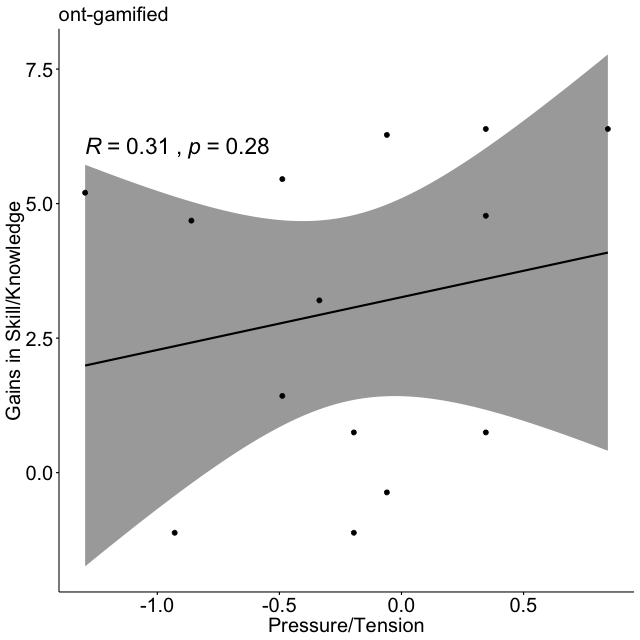 ont-gamified
7.5
R = 0.31 , p = 0.28
5.0
2.5
0.0
Gains in Skill/Knowledge
-1.0 -0.5 0.0 0.5
Pressure/Tension